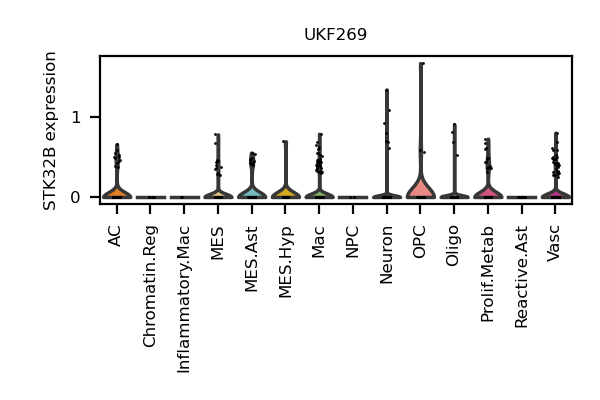 UKF269
STK32B expression
1
0
AC
Chromatin.Reg
Inflammatory.Mac
MES
MES.Ast
MES.Hyp
Mac
NPC
Neuron
OPC
Oligo
Prolif.Metab
Reactive.Ast
Vasc